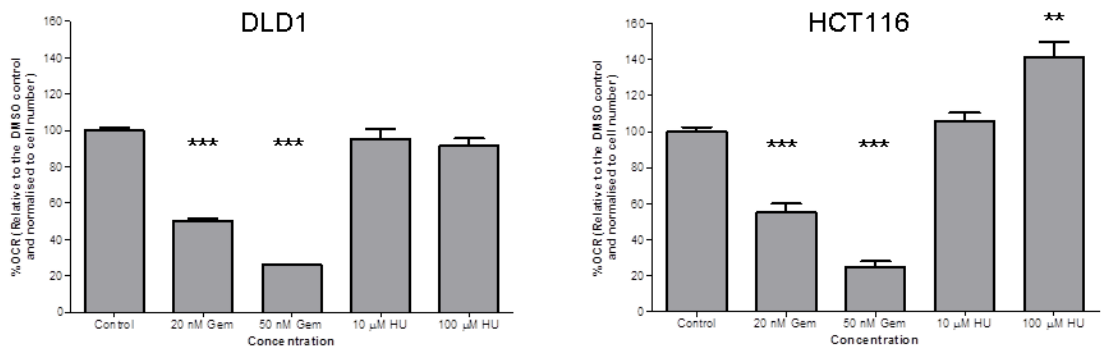 DLD1
%OCR (Relative to the DMSO control
and normalised to cell number)
160
140
120
100
80
60
40
20
0
*** ***
Control 20 nM Gem 50 nM Gem 10 µM HU 100 µM HU
Concentration
HCT116
%OCR (Relative to the DMSO control
and normalised to cell number)
160
140
120
100
80
60
40
20
0
**
*** ***
Control 20 nM Gem 50 nM Gem 10 µM HU 100 µM HU
Concentration